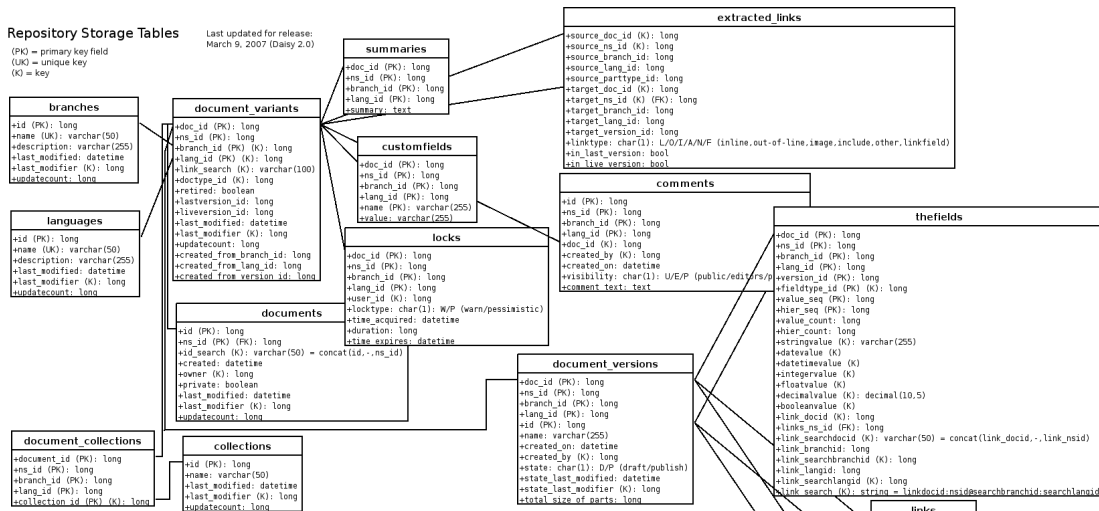 Repository Storage Tables
Last updated for release:
March 9, 2007 (Daisy 2.0)
(PK) = primary key field
(UK) = unique key
(K) = key
branches
+id (PK): long
+name (UK): varchar(50)
+description: varchar(255)
+last_modified: datetime
+last_modifier (K): long
+updatecount: long
languages
+id (PK): long
+name (UK): varchar(50)
+description: varchar(255)
+last_modified: datetime
+last_modifier (K): long
+updatecount: long
document_variants
+doc_id (PK): long
+ns_id (PK): long
+branch_id (PK) (K): long
+lang_id (PK) (K): long
+link_search (K): varchar(100)
+doctype_id (K): long
+retired: boolean
+lastversion_id: long
+liveversion_id: long
+last_modified: datetime
+last_modifier (K): long
+updatecount: long
+created_from_branch_id: long
+created_from_lang_id: long
+created_from_version_id: long
summaries
+doc_id (PK): long
+ns_id (PK): long
+branch_id (PK): long
+lang_id (PK): long
+summary: text
customfields
+doc_id (PK): long
+ns_id (PK): long
+branch_id (PK): long
+lang_id (PK): long
+name (PK): varchar(255)
+value: varchar(255)
locks
+doc_id (PK): long
+ns_id (PK): long
+branch_id (PK): long
+lang_id (PK): long
+user_id (K): long
+locktype: char(1): W/P (warn/pessimistic)
+time_acquired: datetime
+duration: long
+time_expires: datetime
documents
+id (PK): long
+ns_id (PK) (FK): long
+id_search (K): varchar(50) = concat(id,-,ns_id)
+created: datetime
+owner (K): long
+private: boolean
+last_modified: datetime
+last_modifier (K): long
+updatecount: long
document_collections
+document_id (PK): long
+ns_id (PK): long
+branch_id (PK): long
+lang_id (PK): long
+collection_id (PK) (K): long
collections
+id (PK): long
+name: varchar(50)
+last_modified: datetime
+last_modifier (K): long
+updatecount: long
extracted_links
+source_doc_id (K): long
+source_ns_id (K): long
+source_branch_id: long
+source_lang_id: long
+source_parttype_id: long
+target_doc_id (K): long
+target_ns_id (K) (FK): long
+target_branch_id: long
+target_lang_id: long
+target_version_id: long
+linktype: char(1): L/O/I/A/N/F (inline,out-of-line,image,include,other,linkfield)
+in_last_version: bool
+in_live_version: bool
comments
+id (PK): long
+ns_id (PK): long
+branch_id (PK): long
+lang_id (PK): long
+doc_id (K): long
+created_by (K): long
+created_on: datetime
+visibility: char(1): U/E/P (public/editors/p
+comment_text: text
document_versions
+doc_id (PK): long
+ns_id (PK): long
+branch_id (PK): long
+lang_id (PK): long
+id (PK): long
+name: varchar(255)
+created_on: datetime
+created_by (K): long
+state: char(1): D/P (draft/publish)
+state_last_modified: datetime
+state_last_modifier (K): long
+total_size_of_parts: long
thefields
+doc_id (PK): long
+ns_id (PK): long
+branch_id (PK): long
+lang_id (PK): long
+version_id (PK): long
+fieldtype_id (PK) (K): long
+value_seq (PK): long
+hier_seq (PK): long
+value_count: long
+hier_count: long
+stringvalue (K): varchar(255)
+datevalue (K)
+datetimevalue (K)
+integervalue (K)
+floatvalue (K)
+decimalvalue (K): decimal(10,5)
+booleanvalue (K)
+link_docid (K): long
+links_ns_id (FK): long
+link_searchdocid (K): varchar(50) = concat(link_docid,-,link_nsid)
+link_branchid: long
+link_searchbranchid (K): long
+link_langid: long
+link_searchlangid (K): long
+link_search (K): string = linkdocid:nsid@searchbranchid:searchlangid
links